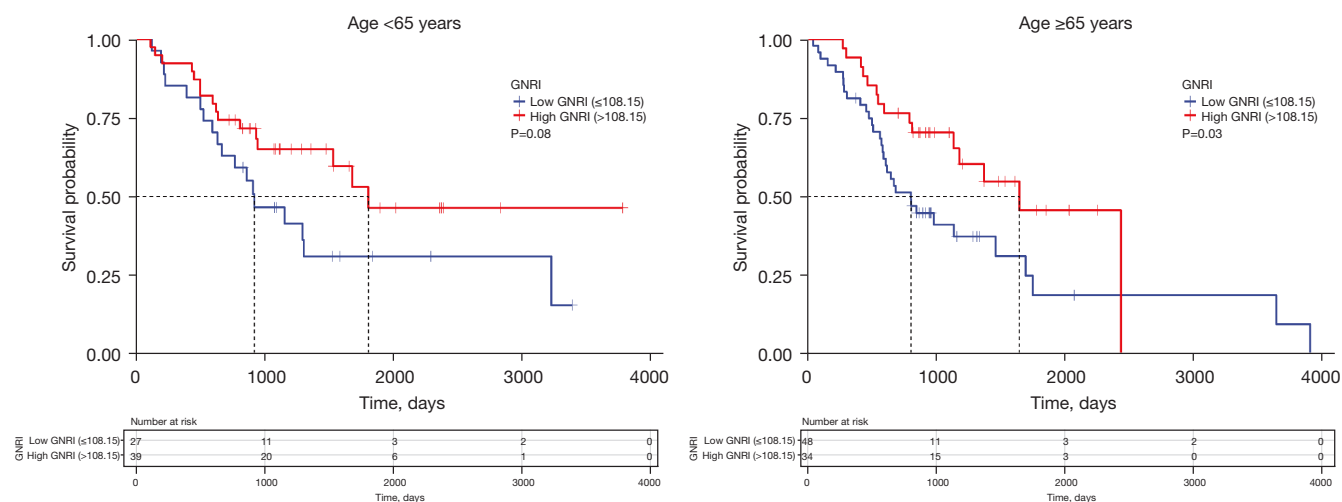 Age <65 years
1.00
0.75
0.50
0.25
0.00
Survival probability
GNRI
Low GNRI (≤108.15)
High GNRI (>108.15)
P=0.08
0 1000 2000 3000 4000
Time, days
Number at risk
GNRI
Low GNRI (≤108.15) 27 11 3 2 0
High GNRI (>108.15) 39 20 6 1 0
0 1000 2000 3000 4000
Time, days
Age ≥65 years
1.00
0.75
0.50
0.25
0.00
Survival probability
GNRI
Low GNRI (≤108.15)
High GNRI (>108.15)
P=0.03
0 1000 2000 3000 4000
Time, days
Number at risk
GNRI
Low GNRI (≤108.15) 48 11 3 2 0
High GNRI (>108.15) 34 15 3 0 0
0 1000 2000 3000 4000
Time, days